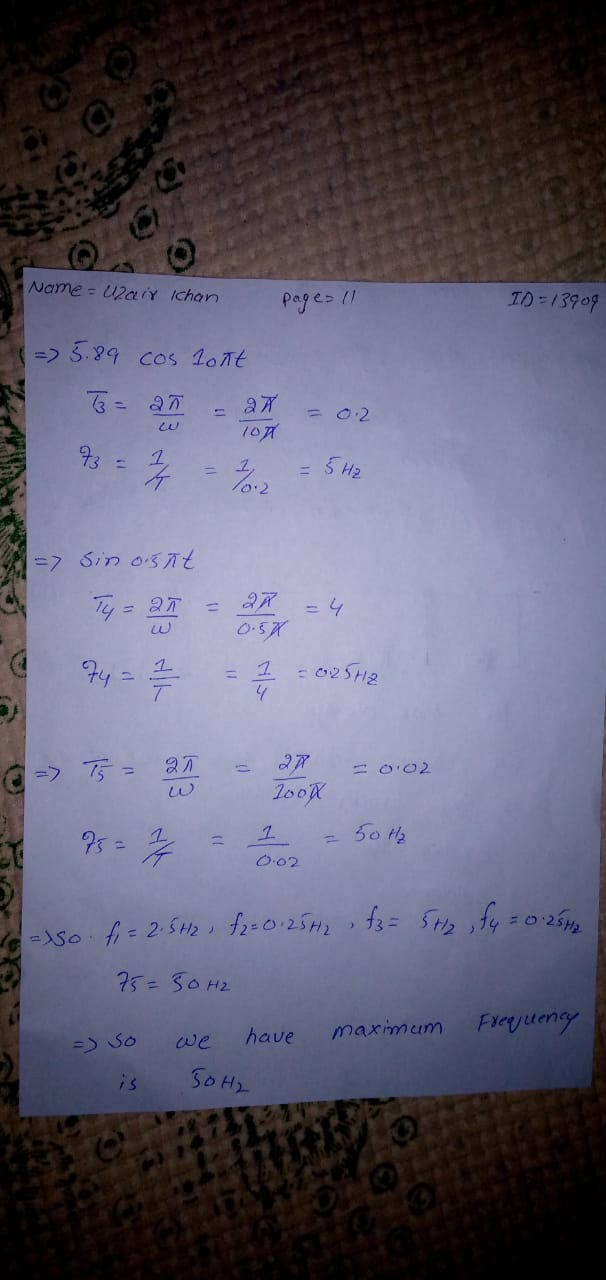 Name = Uzair Khan page = 11 ID = 13909
=> 5.89 cos 10πt
T3 = 2π/ω = 2π/10π = 0.2
f3 = 1/T = 1/0.2 = 5 Hz
=> Sin 0.5πt
T4 = 2π/ω = 2π/0.5π = 4
f4 = 1/T = 1/4 = 0.25Hz
=> T5 = 2π/ω = 2π/100π = 0.02
f5 = 1/T = 1/0.02 = 50 Hz
=> So f1 = 2.5Hz, f2 = 0.25Hz, f3 = 5Hz, f4 = 0.25Hz
f5 = 50 Hz
=> So we have maximum Frequency
is 50Hz